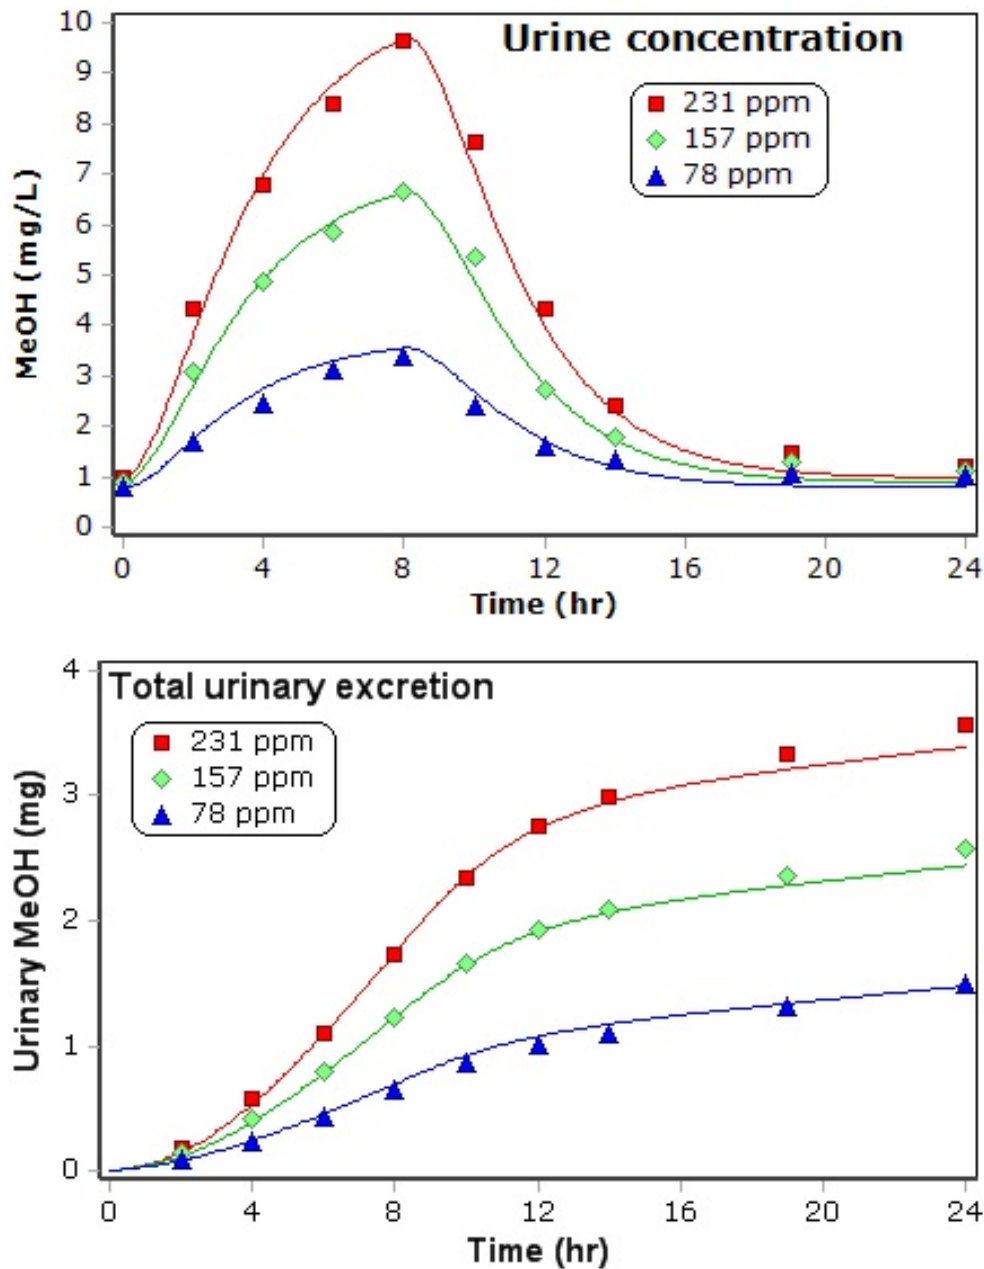 Urine concentration
231 ppm
157 ppm
78 ppm
MeOH (mg/L)
10
9
8
7
6
5
4
3
2
1
0
0 4 8 12 16 20 24
Time (hr)
Total urinary excretion
231 ppm
157 ppm
78 ppm
Urinary MeOH (mg)
4
3
2
1
0
0 4 8 12 16 20 24
Time (hr)